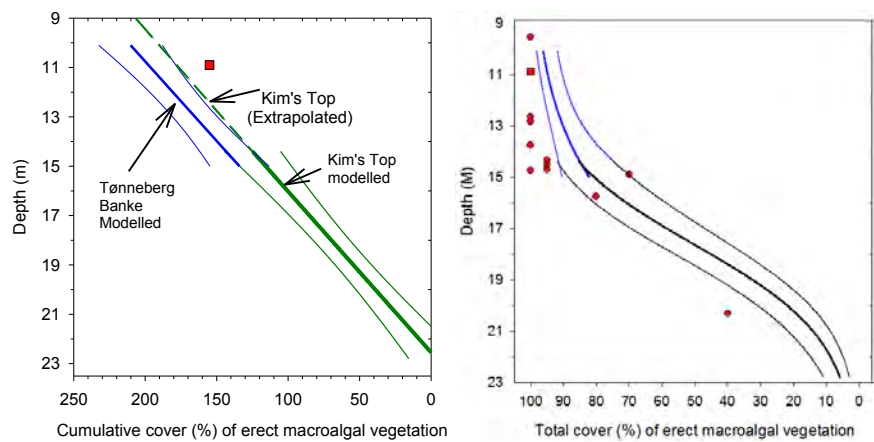 9
11
13
15
17
19
21
23
Depth (m)
250 200 150 100 50 0
Cumulative cover (%) of erect macroalgal vegetation
Kim's Top
(Extrapolated)
Kim's Top
modelled
Tønneberg
Banke
Modelled
9
11
13
15
17
19
21
23
Depth (M)
100 90 80 70 60 50 40 30 20 10 0
Total cover (%) of erect macroalgal vegetation